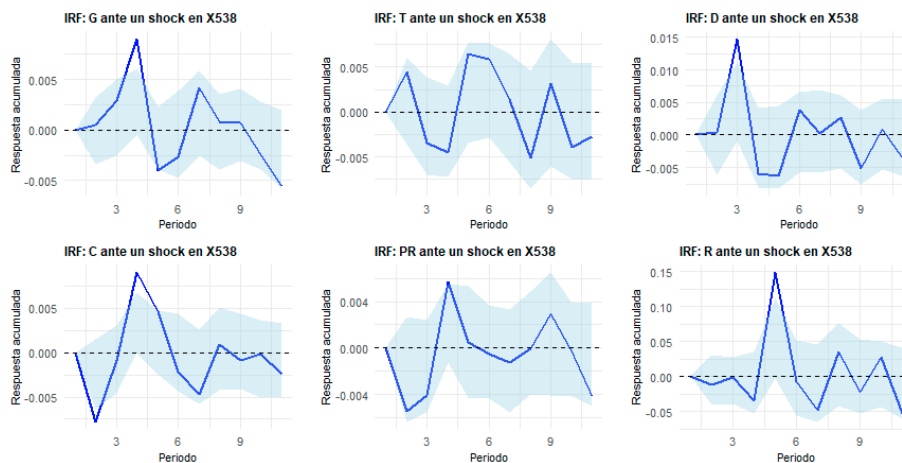 IRF: G ante un shock en X538
Respuesta acumulada
0.005
0.000
-0.005
3 6 9
Periodo
IRF: T ante un shock en X538
Respuesta acumulada
0.005
0.000
-0.005
3 6 9
Periodo
IRF: D ante un shock en X538
Respuesta acumulada
0.015
0.010
0.005
0.000
-0.005
3 6 9
Periodo
IRF: C ante un shock en X538
Respuesta acumulada
0.005
0.000
-0.005
3 6 9
Periodo
IRF: PR ante un shock en X538
Respuesta acumulada
0.004
0.000
-0.004
3 6 9
Periodo
IRF: R ante un shock en X538
Respuesta acumulada
0.15
0.10
0.05
0.00
-0.05
3 6 9
Periodo